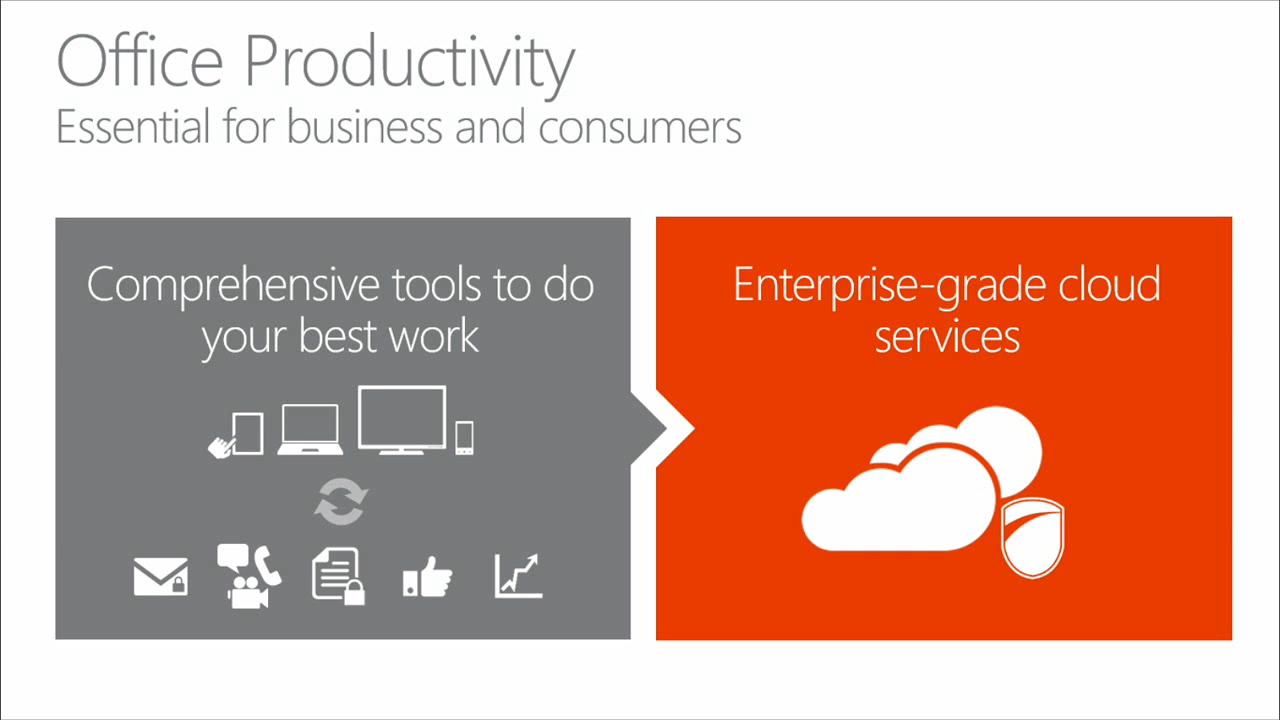 Office Productivity
Essential for business and consumers
Comprehensive tools to do
your best work
Enterprise-grade cloud
services